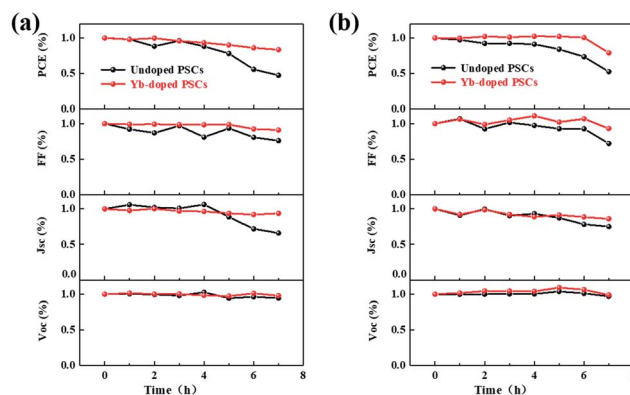 (a)
PCE (%)
1.0
0.5
0.0
Undoped PSCs
Yb-doped PSCs
FF (%)
1.0
0.5
0.0
Jsc (%)
1.0
0.5
0.0
Voc (%)
1.0
0.5
0.0
0 2 4 6 8
Time (h)
(b)
PCE (%)
1.0
0.5
0.0
Undoped PSCs
Yb-doped PSCs
FF (%)
1.0
0.5
0.0
Jsc (%)
1.0
0.5
0.0
Voc (%)
1.0
0.5
0.0
0 2 4 6 8
Time (h)